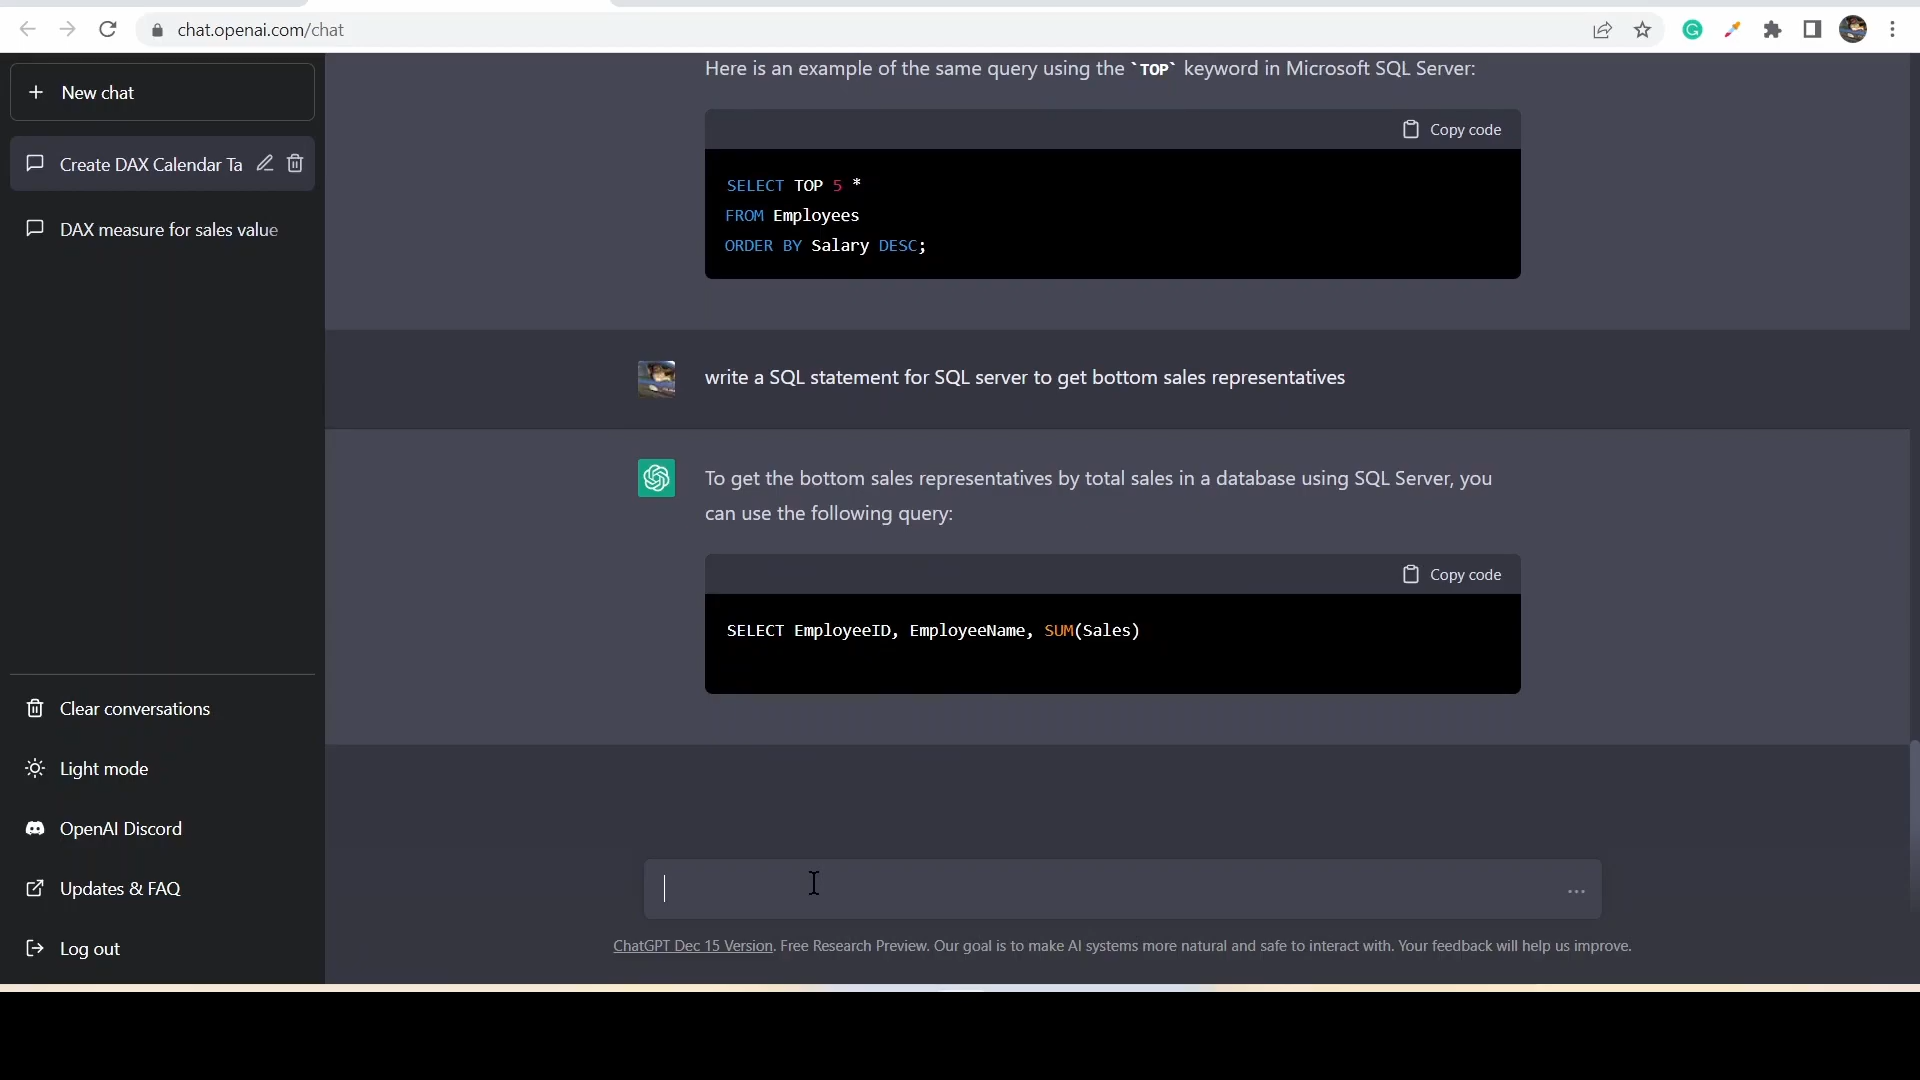 chat.openai.com/chat
New chat
Create DAX Calendar Ta
DAX measure for sales value
Clear conversations
Light mode
OpenAI Discord
Updates & FAQ
Log out
Here is an example of the same query using the `TOP` keyword in Microsoft SQL Server:
Copy code
SELECT TOP 5 *
FROM Employees
ORDER BY Salary DESC;
write a SQL statement for SQL server to get bottom sales representatives
To get the bottom sales representatives by total sales in a database using SQL Server, you
can use the following query:
Copy code
SELECT EmployeeID, EmployeeName, SUM(Sales)
ChatGPT Dec 15 Version. Free Research Preview. Our goal is to make AI systems more natural and safe to interact with. Your feedback will help us improve.